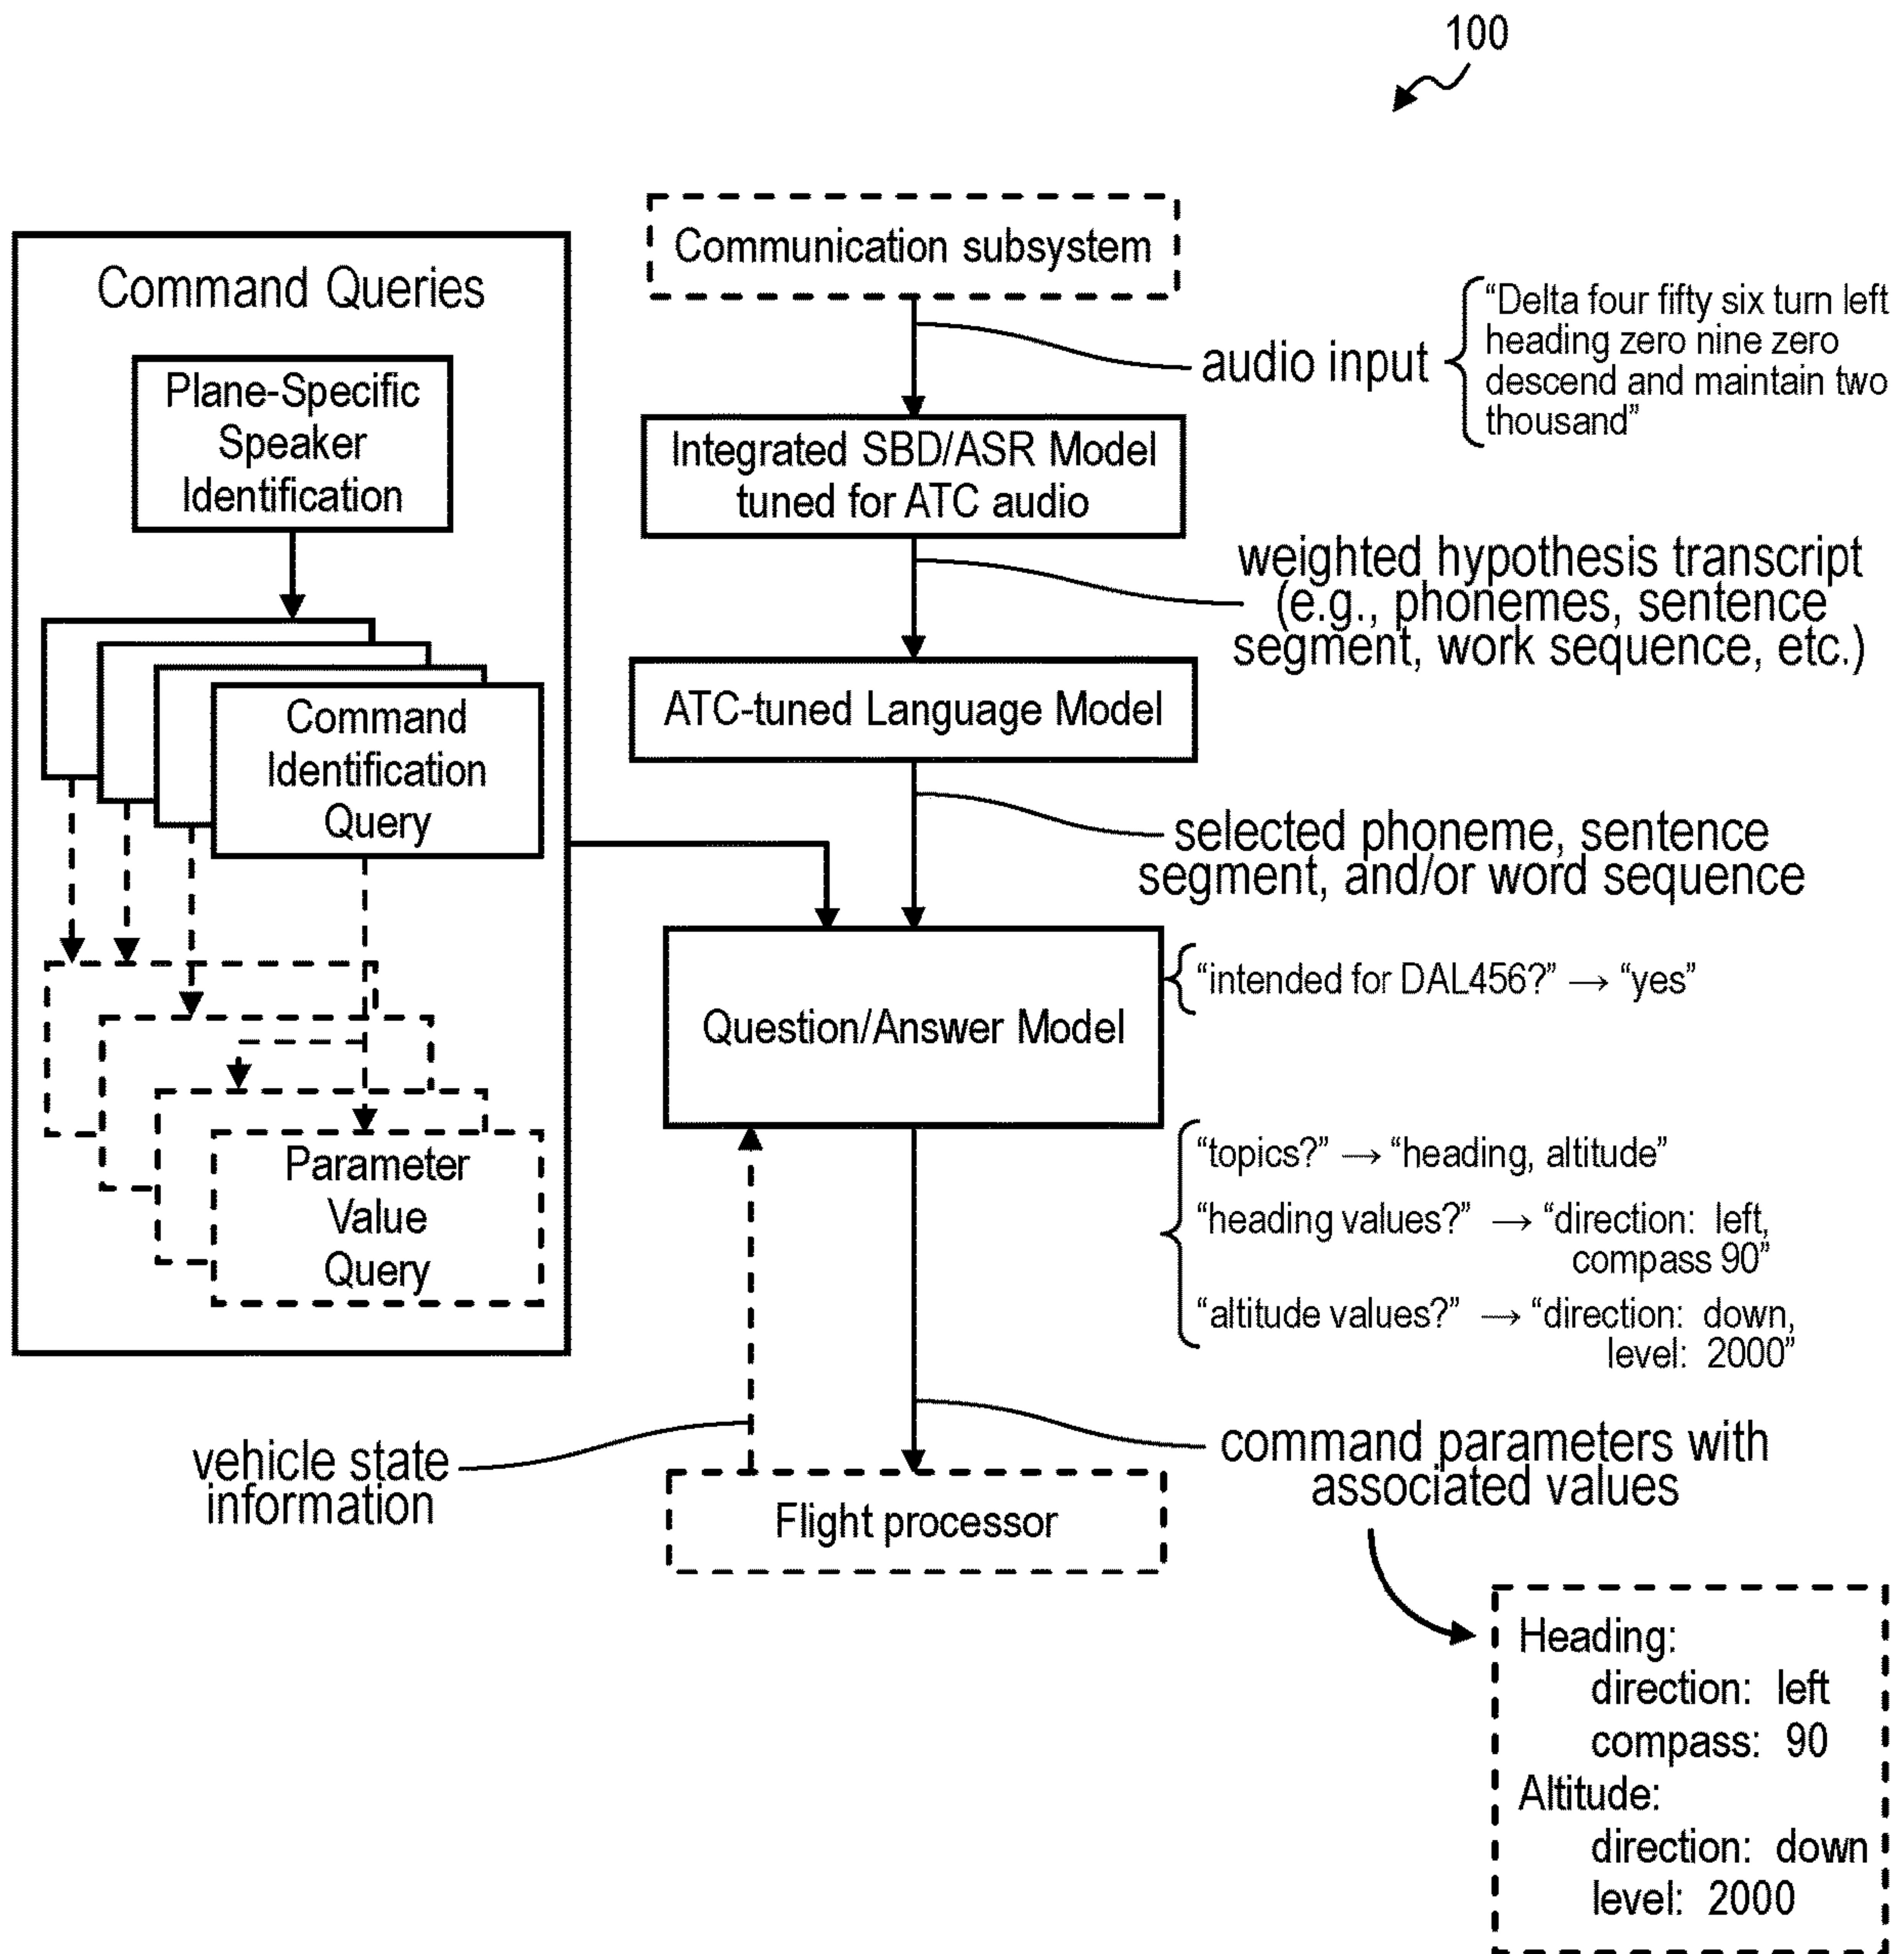 100
Communication subsystem
Command Queries
Plane-Specific
Speaker
Identification
Command
Identification
Query
Parameter
Value
Query
audio input
“Delta four fifty six turn left
heading zero nine zero
descend and maintain two
thousand”
Integrated SBD/ASR Model
tuned for ATC audio
weighted hypothesis transcript
(e.g., phonemes, sentence
segment, work sequence, etc.)
ATC-tuned Language Model
selected phoneme, sentence
segment, and/or word sequence
Question/Answer Model
“intended for DAL456?” → “yes”
“topics?” → “heading, altitude”
“heading values?” → “direction: left,
compass 90”
“altitude values?” → “direction: down,
level: 2000”
vehicle state
information
command parameters with
associated values
Flight processor
Heading:
direction: left
compass: 90
Altitude:
direction: down
level: 2000